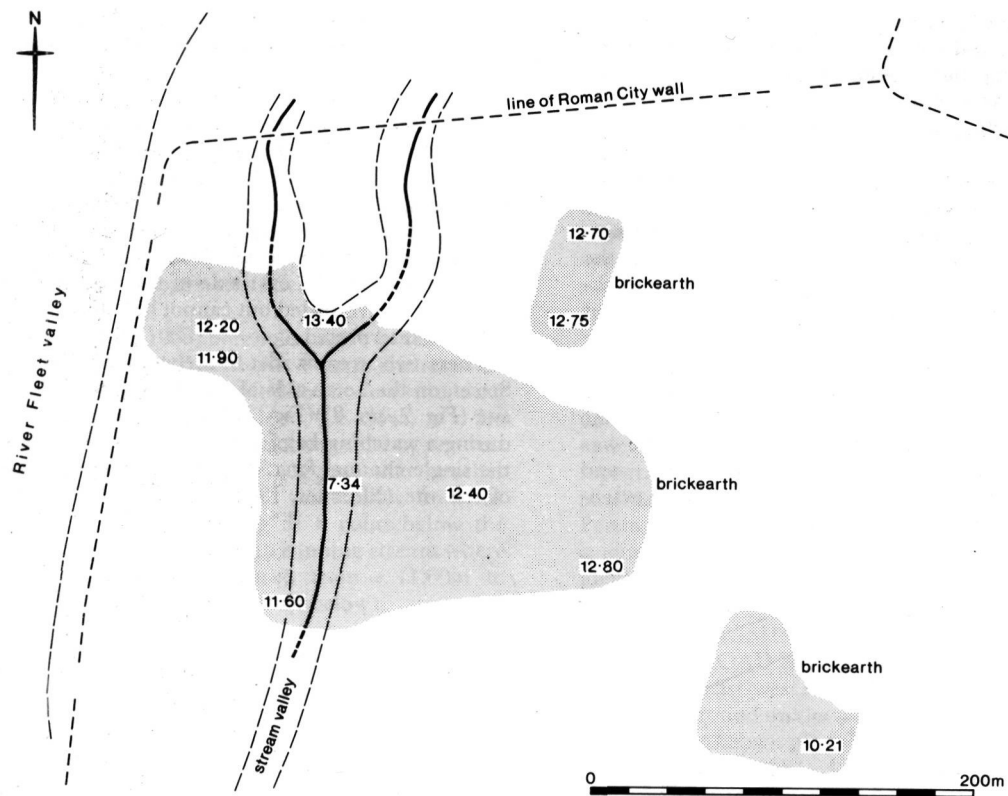 N
line of Roman City wall
12·70
brickearth
12·75
13·40
12·20
11·90
River Fleet valley
7·34
12·40
brickearth
12·80
11·60
brickearth
stream valley
10·21
0
200m